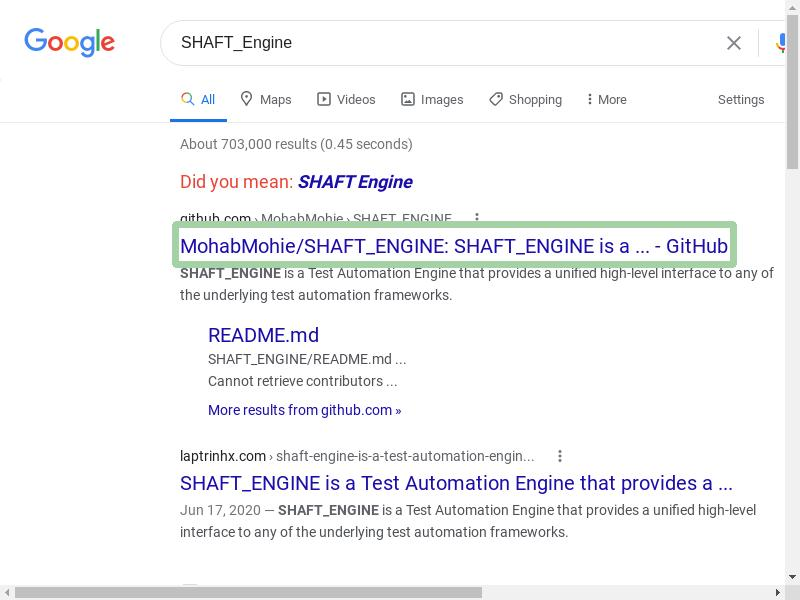 Google
SHAFT_Engine
All Maps Videos Images Shopping More Settings
About 703,000 results (0.45 seconds)
Did you mean: SHAFT Engine
github.com › MohabMohie › SHAFT_ENGINE
MohabMohie/SHAFT_ENGINE: SHAFT_ENGINE is a ... - GitHub
SHAFT_ENGINE is a Test Automation Engine that provides a unified high-level interface to any of
the underlying test automation frameworks.
README.md
SHAFT_ENGINE/README.md ...
Cannot retrieve contributors ...
More results from github.com »
laptrinhx.com › shaft-engine-is-a-test-automation-engin...
SHAFT_ENGINE is a Test Automation Engine that provides a ...
Jun 17, 2020 — SHAFT_ENGINE is a Test Automation Engine that provides a unified high-level
interface to any of the underlying test automation frameworks.